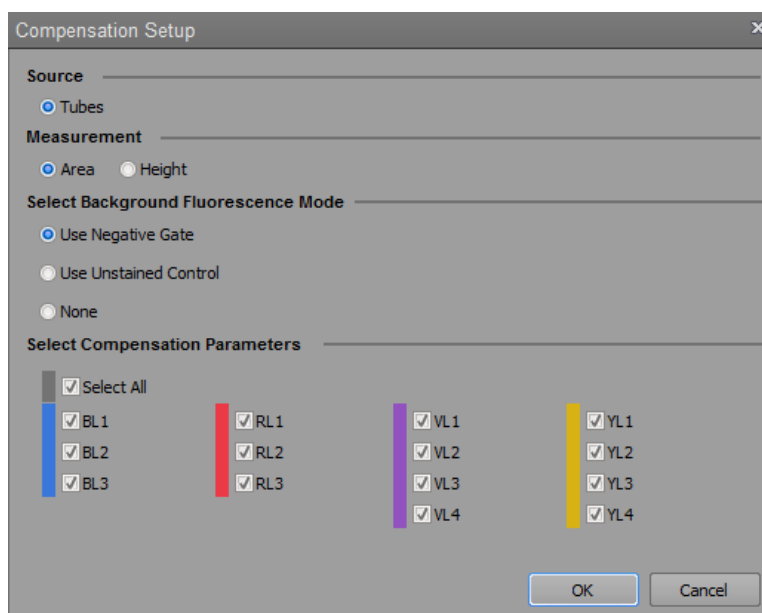 Compensation Setup
Source
Tubes
Measurement
Area Height
Select Background Fluorescence Mode
Use Negative Gate
Use Unstained Control
None
Select Compensation Parameters
Select All
BL1 RL1 VL1 YL1
BL2 RL2 VL2 YL2
BL3 RL3 VL3 YL3
VL4 YL4
OK Cancel